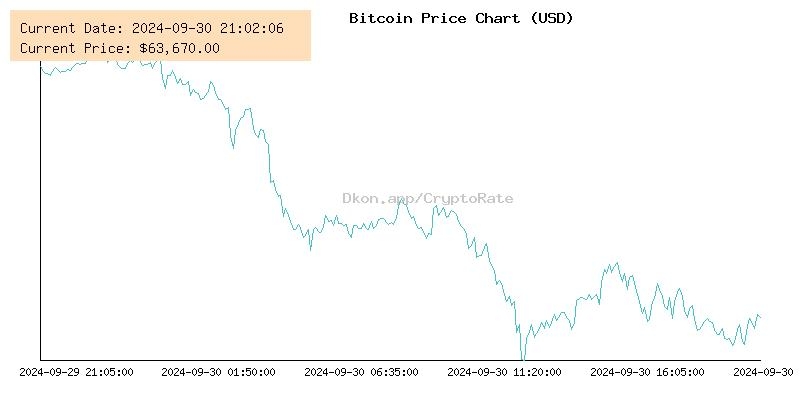 Bitcoin Price Chart (USD)
Current Date: 2024-09-30 21:02:06
Current Price: $63,670.00
Dkon.app/CryptoRate
2024-09-29 21:05:00 2024-09-30 01:50:00 2024-09-30 06:35:00 2024-09-30 11:20:00 2024-09-30 16:05:00 2024-09-30